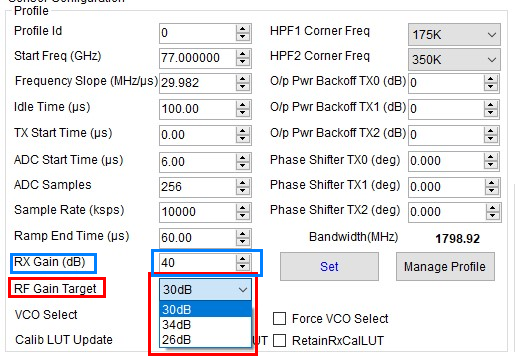 Sensor Configuration
Profile
Profile Id 0 HPF1 Corner Freq 175K
Start Freq (GHz) 77.000000 HPF2 Corner Freq 350K
Frequency Slope (MHz/µs) 29.982 O/p Pwr Backoff TX0 (dB) 0
Idle Time (µs) 100.00 O/p Pwr Backoff TX1 (dB) 0
TX Start Time (µs) 0.00 O/p Pwr Backoff TX2 (dB) 0
ADC Start Time (µs) 6.00 Phase Shifter TX0 (deg) 0.000
ADC Samples 256 Phase Shifter TX1 (deg) 0.000
Sample Rate (ksps) 10000 Phase Shifter TX2 (deg) 0.000
Ramp End Time (µs) 60.00 Bandwidth(MHz) 1798.92
RX Gain (dB) 40 Set Manage Profile
RF Gain Target 30dB
30dB
VCO Select 34dB Force VCO Select
Calib LUT Update 26dB UT RetainRxCalLUT